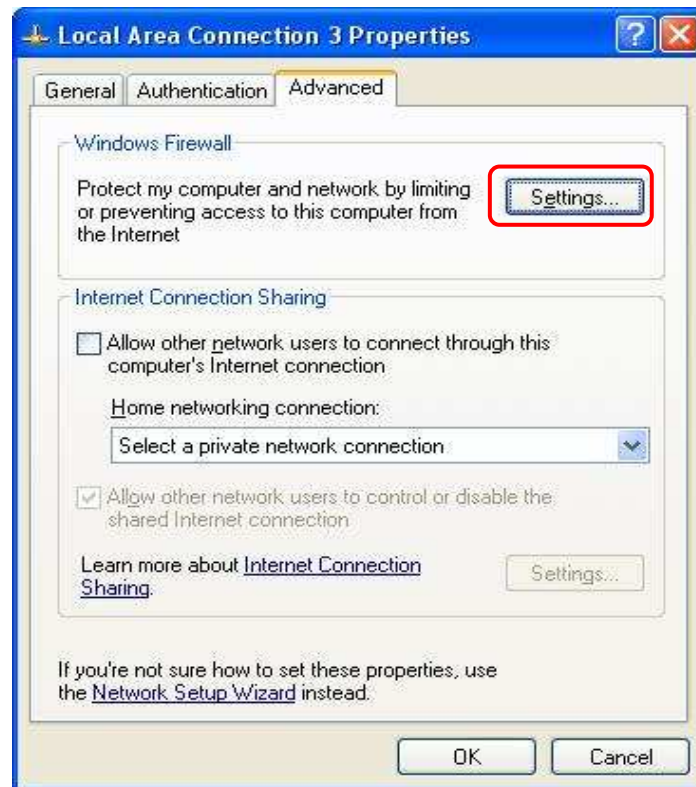 Local Area Connection 3 Properties
General Authentication Advanced
Windows Firewall
Protect my computer and network by limiting
or preventing access to this computer from
the Internet
Settings...
Internet Connection Sharing
Allow other network users to connect through this
computer's Internet connection
Home networking connection:
Select a private network connection
Allow other network users to control or disable the
shared Internet connection
Learn more about Internet Connection
Sharing.
Settings...
If you're not sure how to set these properties, use
the Network Setup Wizard instead.
OK Cancel